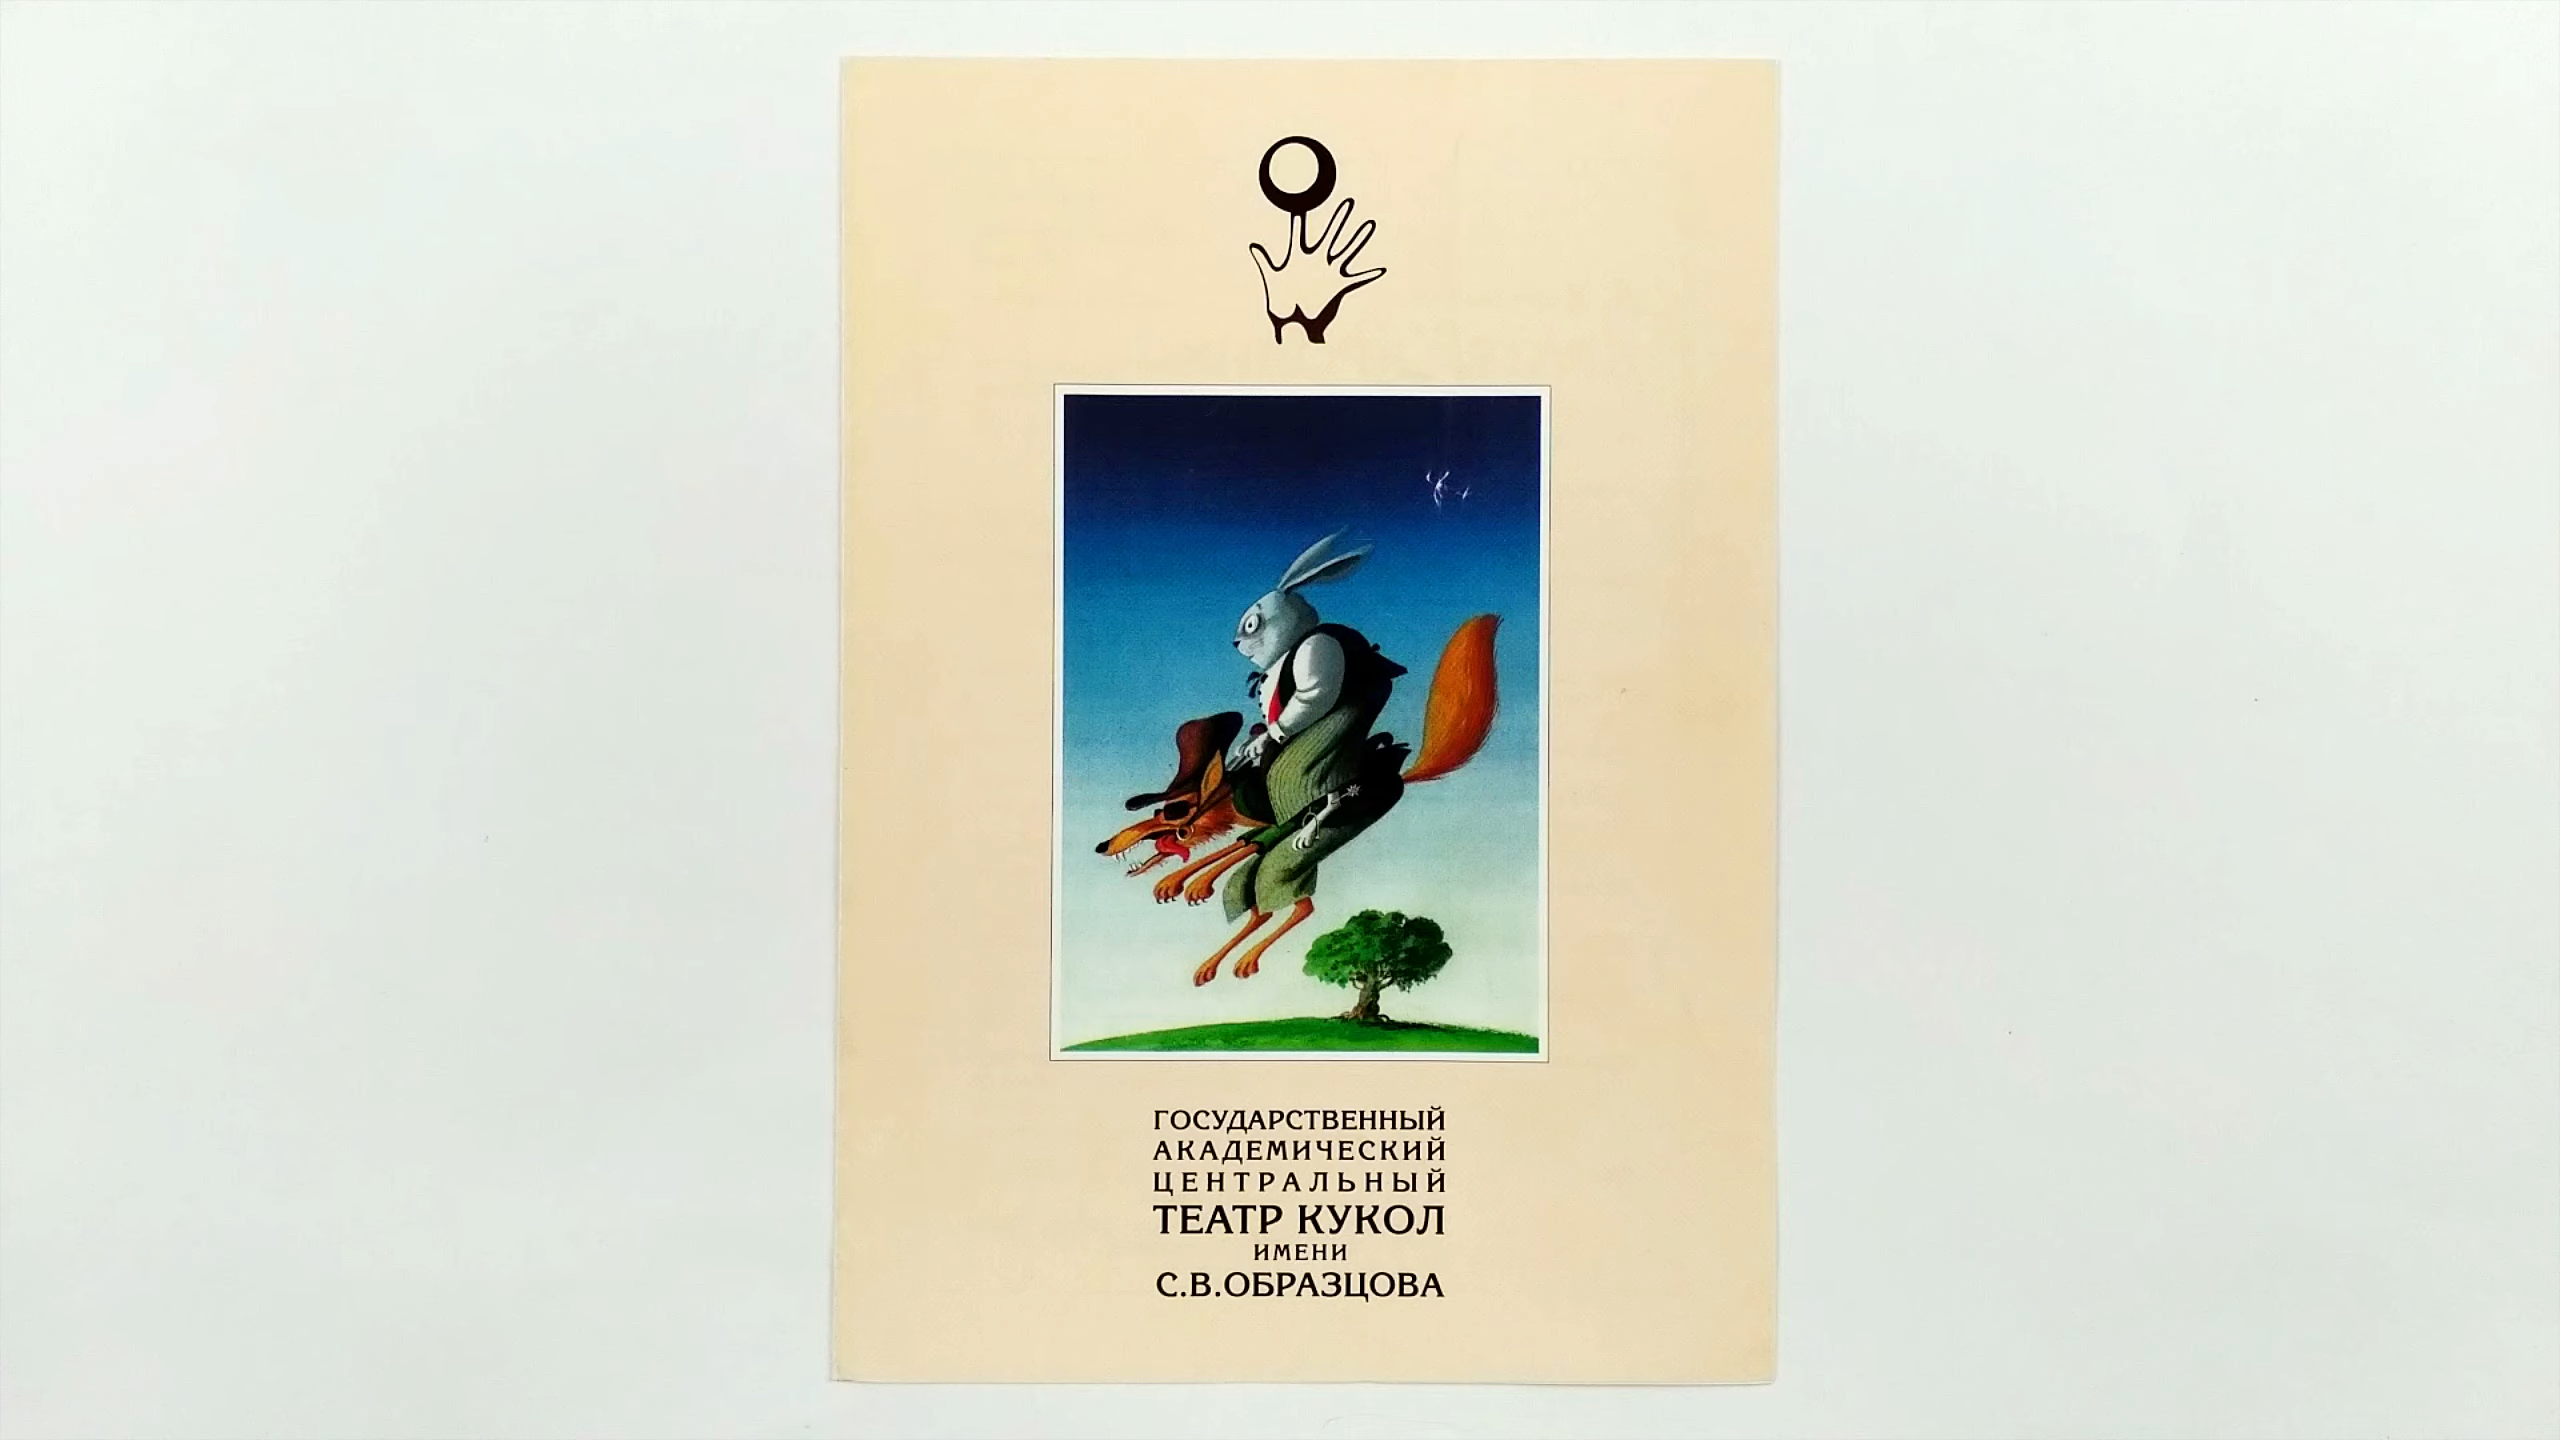 ГОСУДАРСТВЕННЫЙ
АКАДЕМИЧЕСКИЙ
ЦЕНТРАЛЬНЫЙ
ТЕАТР КУКОЛ
ИМЕНИ
С.В.ОБРАЗЦОВА